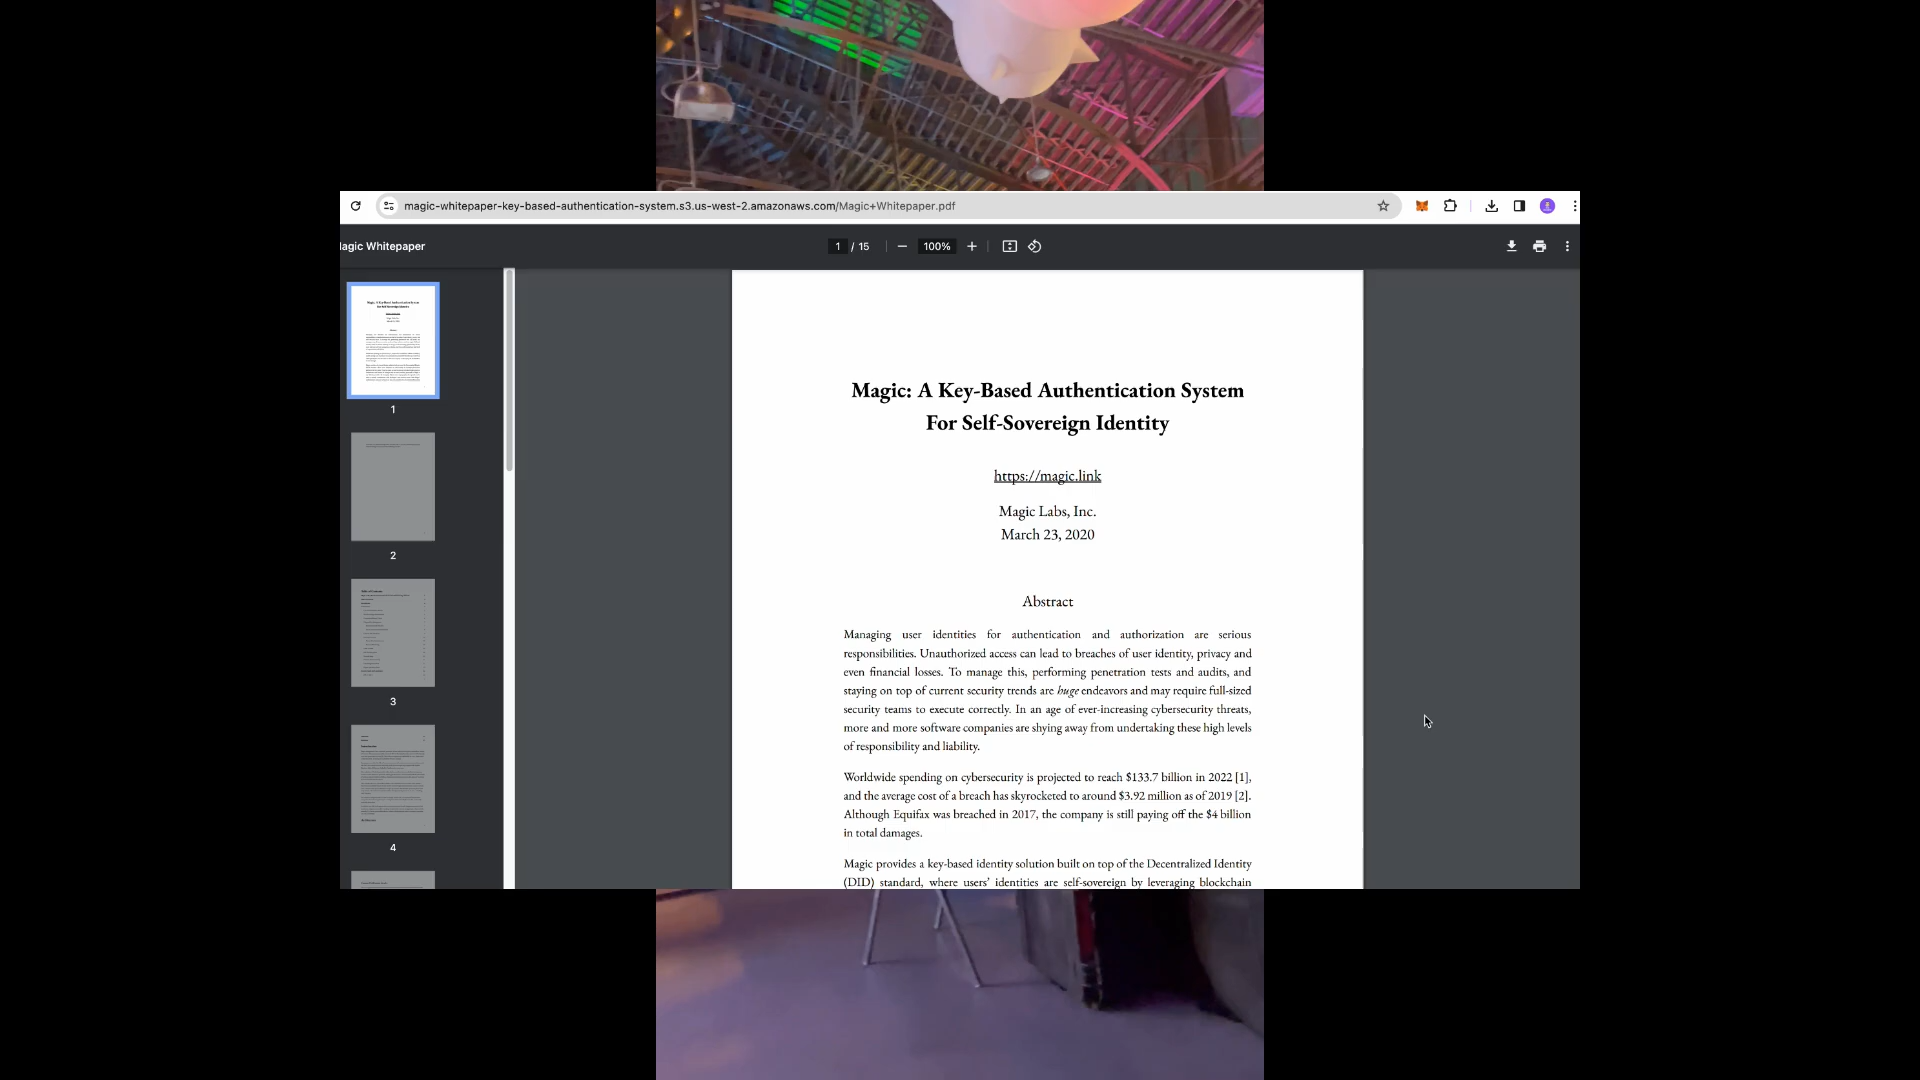 magic-whitepaper-key-based-authentication-system.s3.us-west-2.amazonaws.com/Magic+Whitepaper.pdf
Magic Whitepaper
1 / 15
100%
Magic: A Key-Based Authentication System
For Self-Sovereign Identity
https://magic.link
Magic Labs, Inc.
March 23, 2020
Abstract
Managing user identities for authentication and authorization are serious
responsibilities. Unauthorized access can lead to breaches of user identity, privacy and
even financial losses. To manage this, performing penetration tests and audits, and
staying on top of current security trends are huge endeavors and may require full-sized
security teams to execute correctly. In an age of ever-increasing cybersecurity threats,
more and more software companies are shying away from undertaking these high levels
of responsibility and liability.
Worldwide spending on cybersecurity is projected to reach $133.7 billion in 2022 [1],
and the average cost of a breach has skyrocketed to around $3.92 million as of 2019 [2].
Although Equifax was breached in 2017, the company is still paying off the $4 billion
in total damages.
Magic provides a key-based identity solution built on top of the Decentralized Identity
(DID) standard, where users' identities are self-sovereign by leveraging blockchain
1
2
3
4